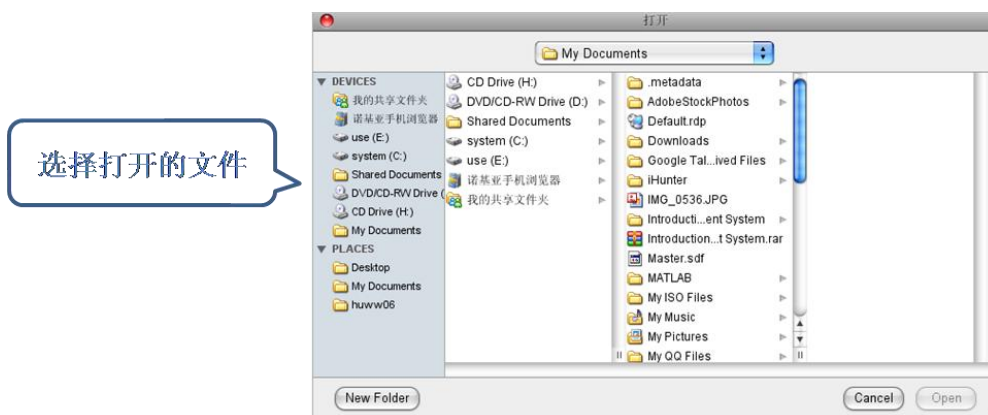 选择打开的文件
打开
My Documents
DEVICES
我的共享文件夹
诺基亚手机浏览器
use (E:)
system (C:)
Shared Documents
DVD/CD-RW Drive (
CD Drive (H:)
My Documents
PLACES
Desktop
My Documents
huww06
CD Drive (H:)
DVD/CD-RW Drive (D:)
Shared Documents
system (C:)
use (E:)
诺基亚手机浏览器
我的共享文件夹
.metadata
AdobeStockPhotos
Default.rdp
Downloads
Google Tal...ived Files
iHunter
IMG_0536.JPG
Introducti...ent System
Introduction...t System.rar
Master.sdf
MATLAB
My ISO Files
My Music
My Pictures
My QQ Files
New Folder
Cancel
Open